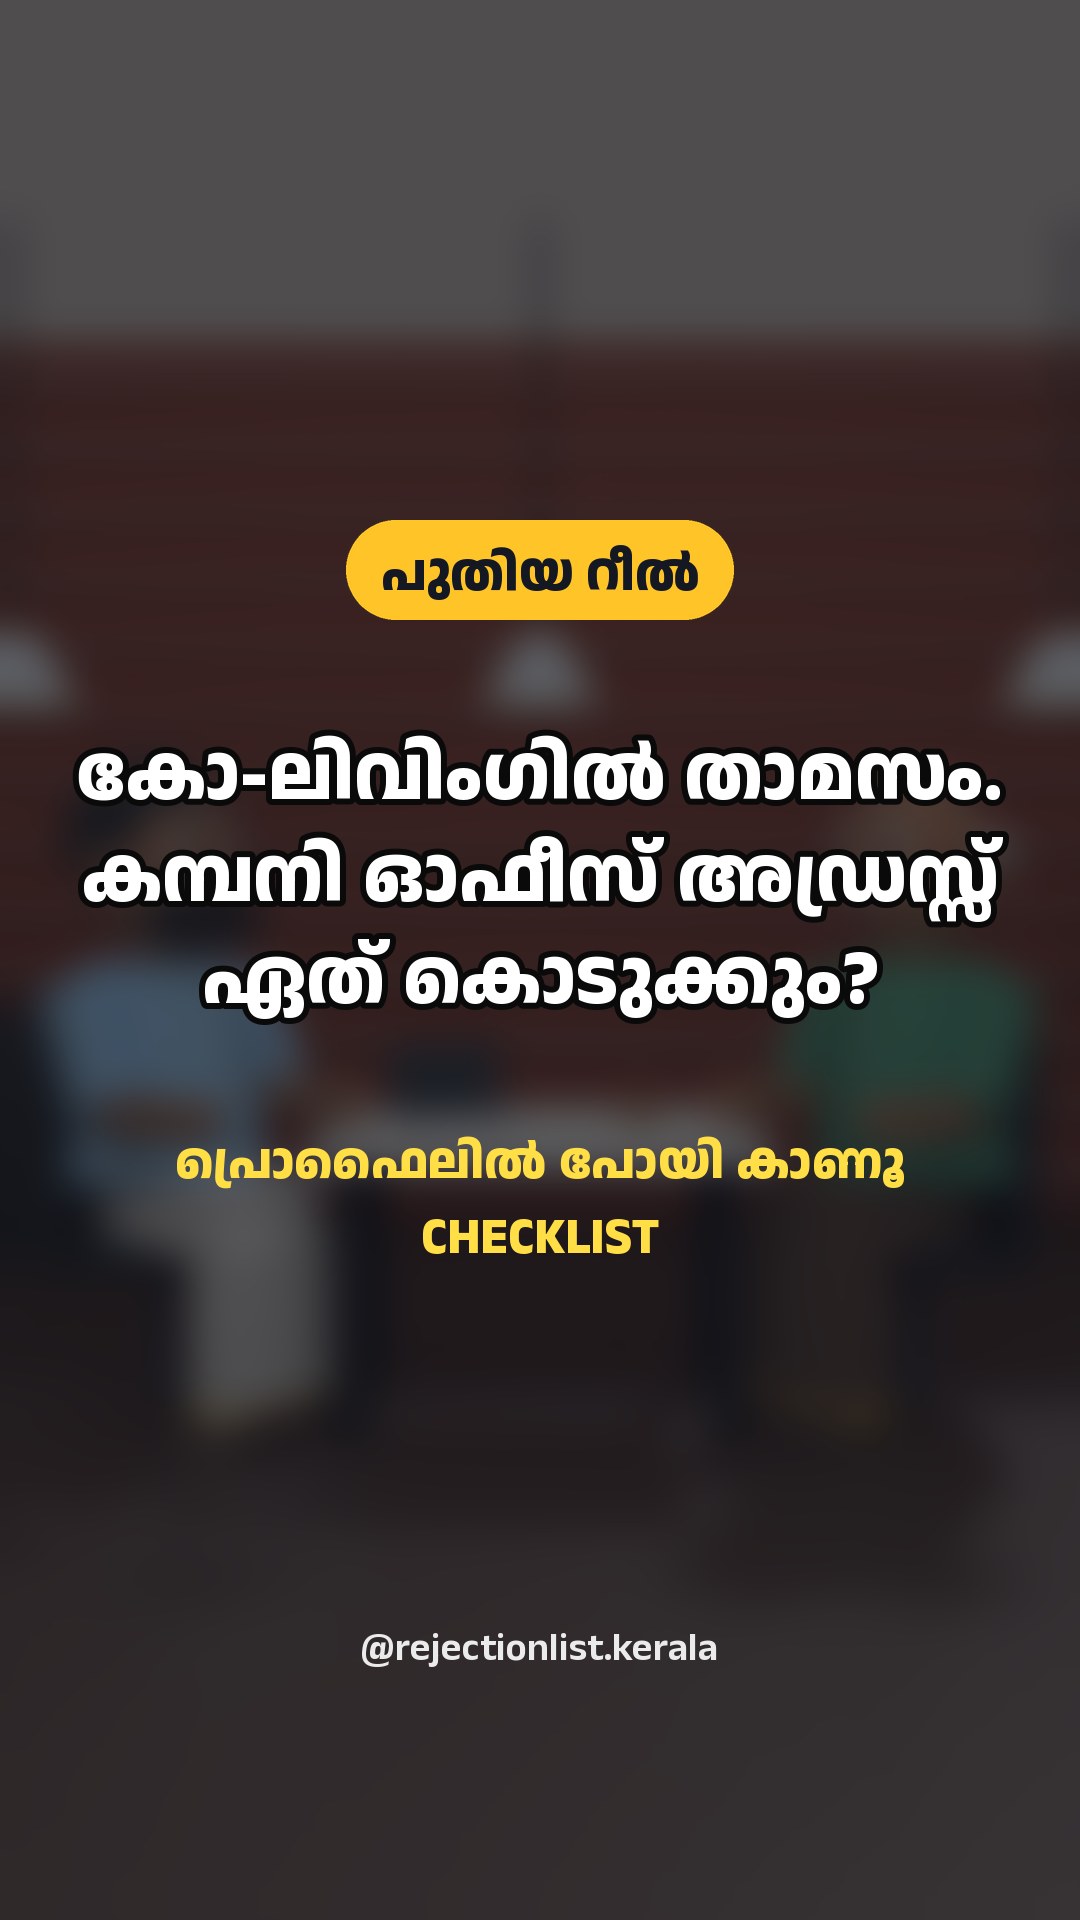 പുതിയ റീൽ
കോ-ലിവിംഗിൽ താമസം.
കമ്പനി ഓഫീസ് അഡ്രസ്സ്
ഏത് കൊടുക്കും?
പ്രൊഫൈലിൽ പോയി കാണൂ
CHECKLIST
@rejectionlist.kerala